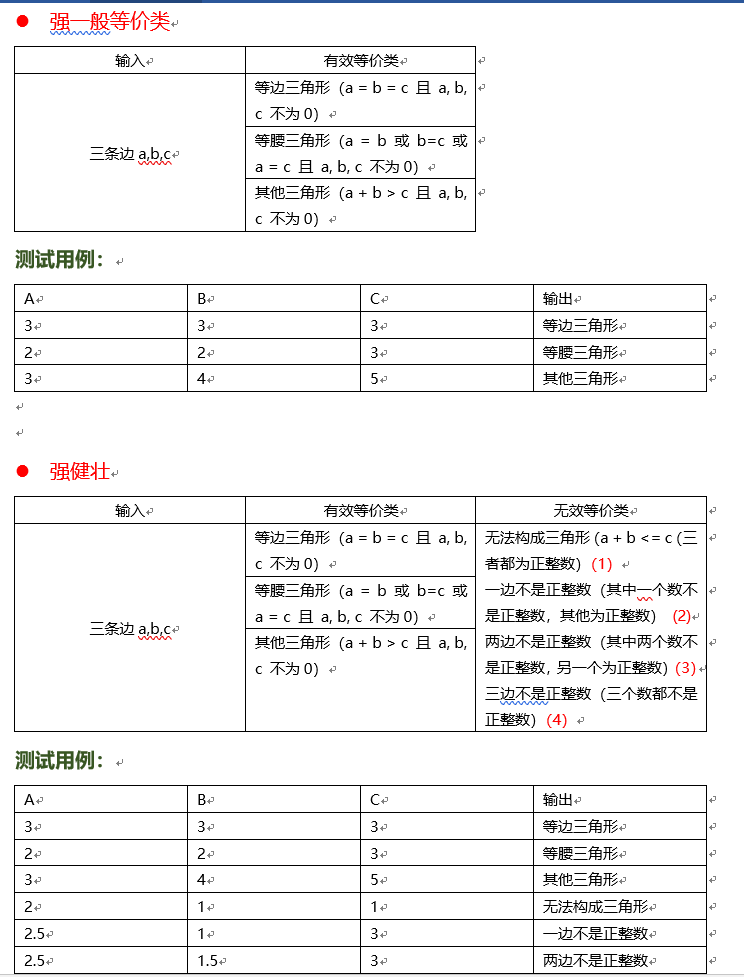 强一般等价类
输入 有效等价类
三条边 a,b,c
等边三角形（a = b = c 且 a, b,
c 不为 0）
等腰三角形（a = b 或 b=c 或
a = c 且 a, b, c 不为 0）
其他三角形（a + b > c 且 a, b,
c 不为 0）
测试用例：
A B C 输出
3 3 3 等边三角形
2 2 3 等腰三角形
3 4 5 其他三角形
强健壮
输入 有效等价类 无效等价类
三条边 a,b,c
等边三角形（a = b = c 且 a, b,
c 不为 0）
等腰三角形（a = b 或 b=c 或
a = c 且 a, b, c 不为 0）
其他三角形（a + b > c 且 a, b,
c 不为 0）
无法构成三角形 (a + b <= c (三
者都为正整数）（1）
一边不是正整数（其中一个数不
是正整数，其他为正整数） (2)
两边不是正整数（其中两个数不
是正整数, 另一个为正整数）（3）
三边不是正整数（三个数都不是
正整数）（4）
测试用例：
A B C 输出
3 3 3 等边三角形
2 2 3 等腰三角形
3 4 5 其他三角形
2 1 1 无法构成三角形
2.5 1 3 一边不是正整数
2.5 1.5 3 两边不是正整数